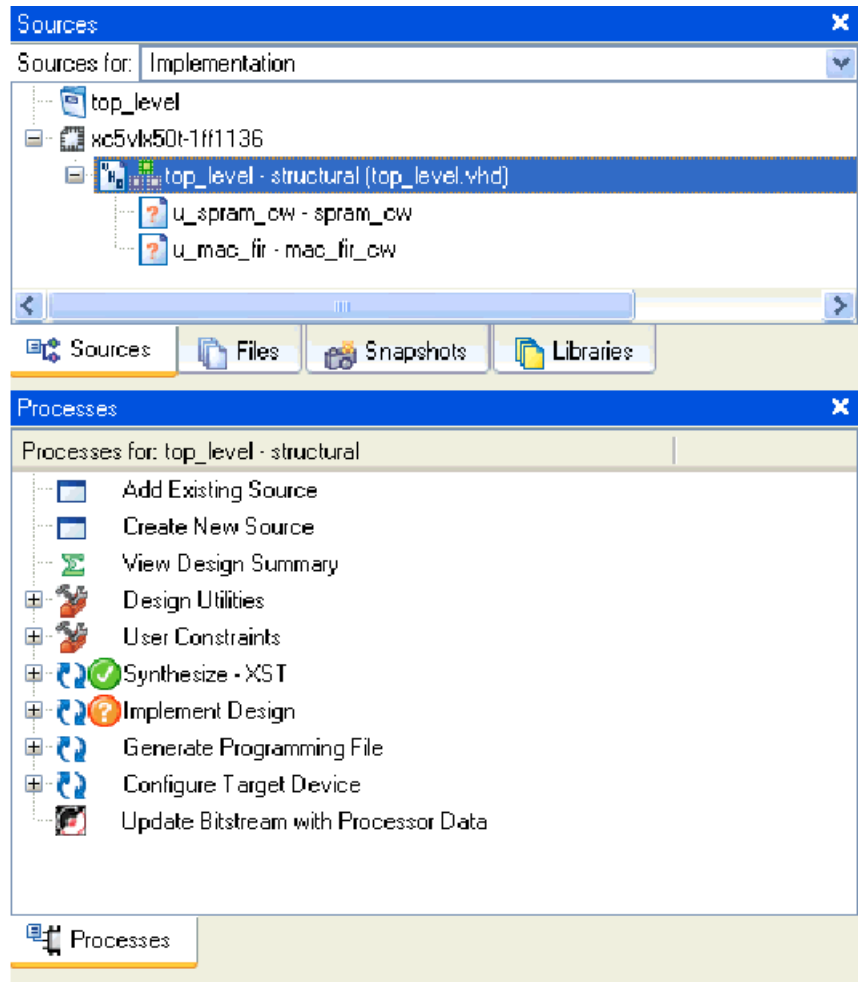 Sources
Sources for: Implementation
top_level
xc5vlx50t-1ff1136
top_level - structural (top_level.vhd)
u_spram_cw - spram_cw
u_mac_fir - mac_fir_cw
Sources Files Snapshots Libraries
Processes
Processes for: top_level - structural
Add Existing Source
Create New Source
View Design Summary
Design Utilities
User Constraints
Synthesize - XST
Implement Design
Generate Programming File
Configure Target Device
Update Bitstream with Processor Data
Processes